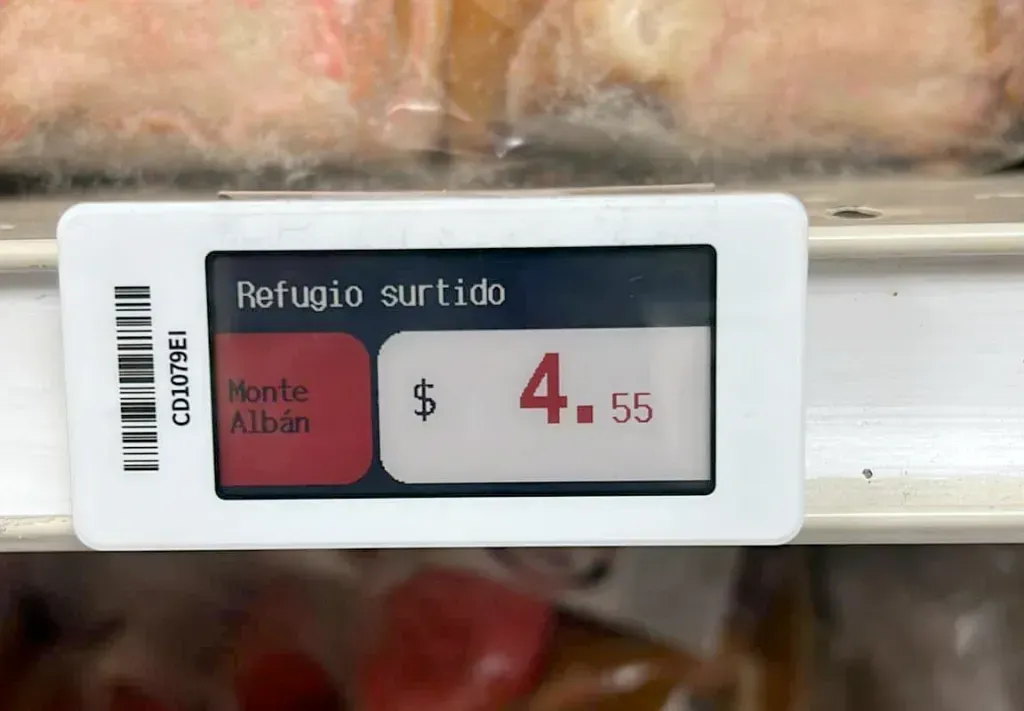 Refugio surtido
Monte
Albán
$ 4.55
CD1079EI